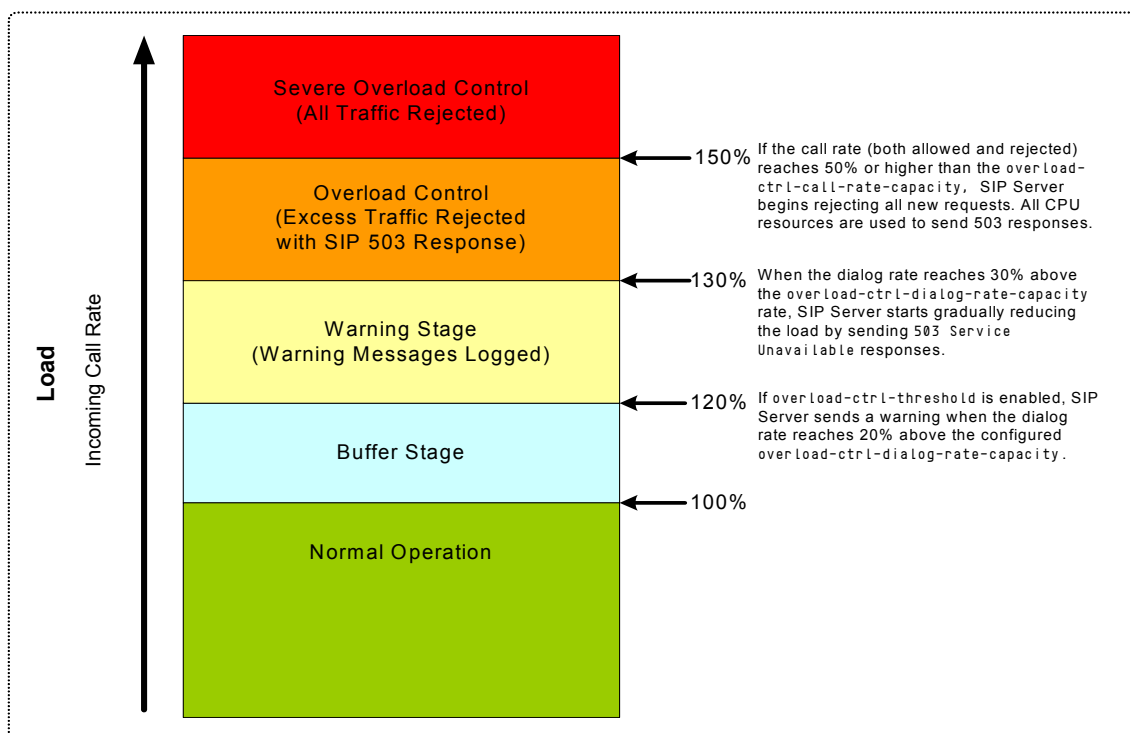 Severe Overload Control
(All Traffic Rejected)
150%
If the call rate (both allowed and rejected)
reaches 50% or higher than the overload-
ctrl-call-rate-capacity, SIP Server
begins rejecting all new requests. All CPU
resources are used to send 503 responses.
Overload Control
(Excess Traffic Rejected
with SIP 503 Response)
130%
When the dialog rate reaches 30% above
the overload-ctrl-dialog-rate-capacity
rate, SIP Server starts gradually reducing
the load by sending 503 Service
Unavailable responses.
Warning Stage
(Warning Messages Logged)
Load
Incoming Call Rate
120%
If overload-ctrl-threshold is enabled, SIP
Server sends a warning when the dialog
rate reaches 20% above the configured
overload-ctrl-dialog-rate-capacity.
Buffer Stage
100%
Normal Operation